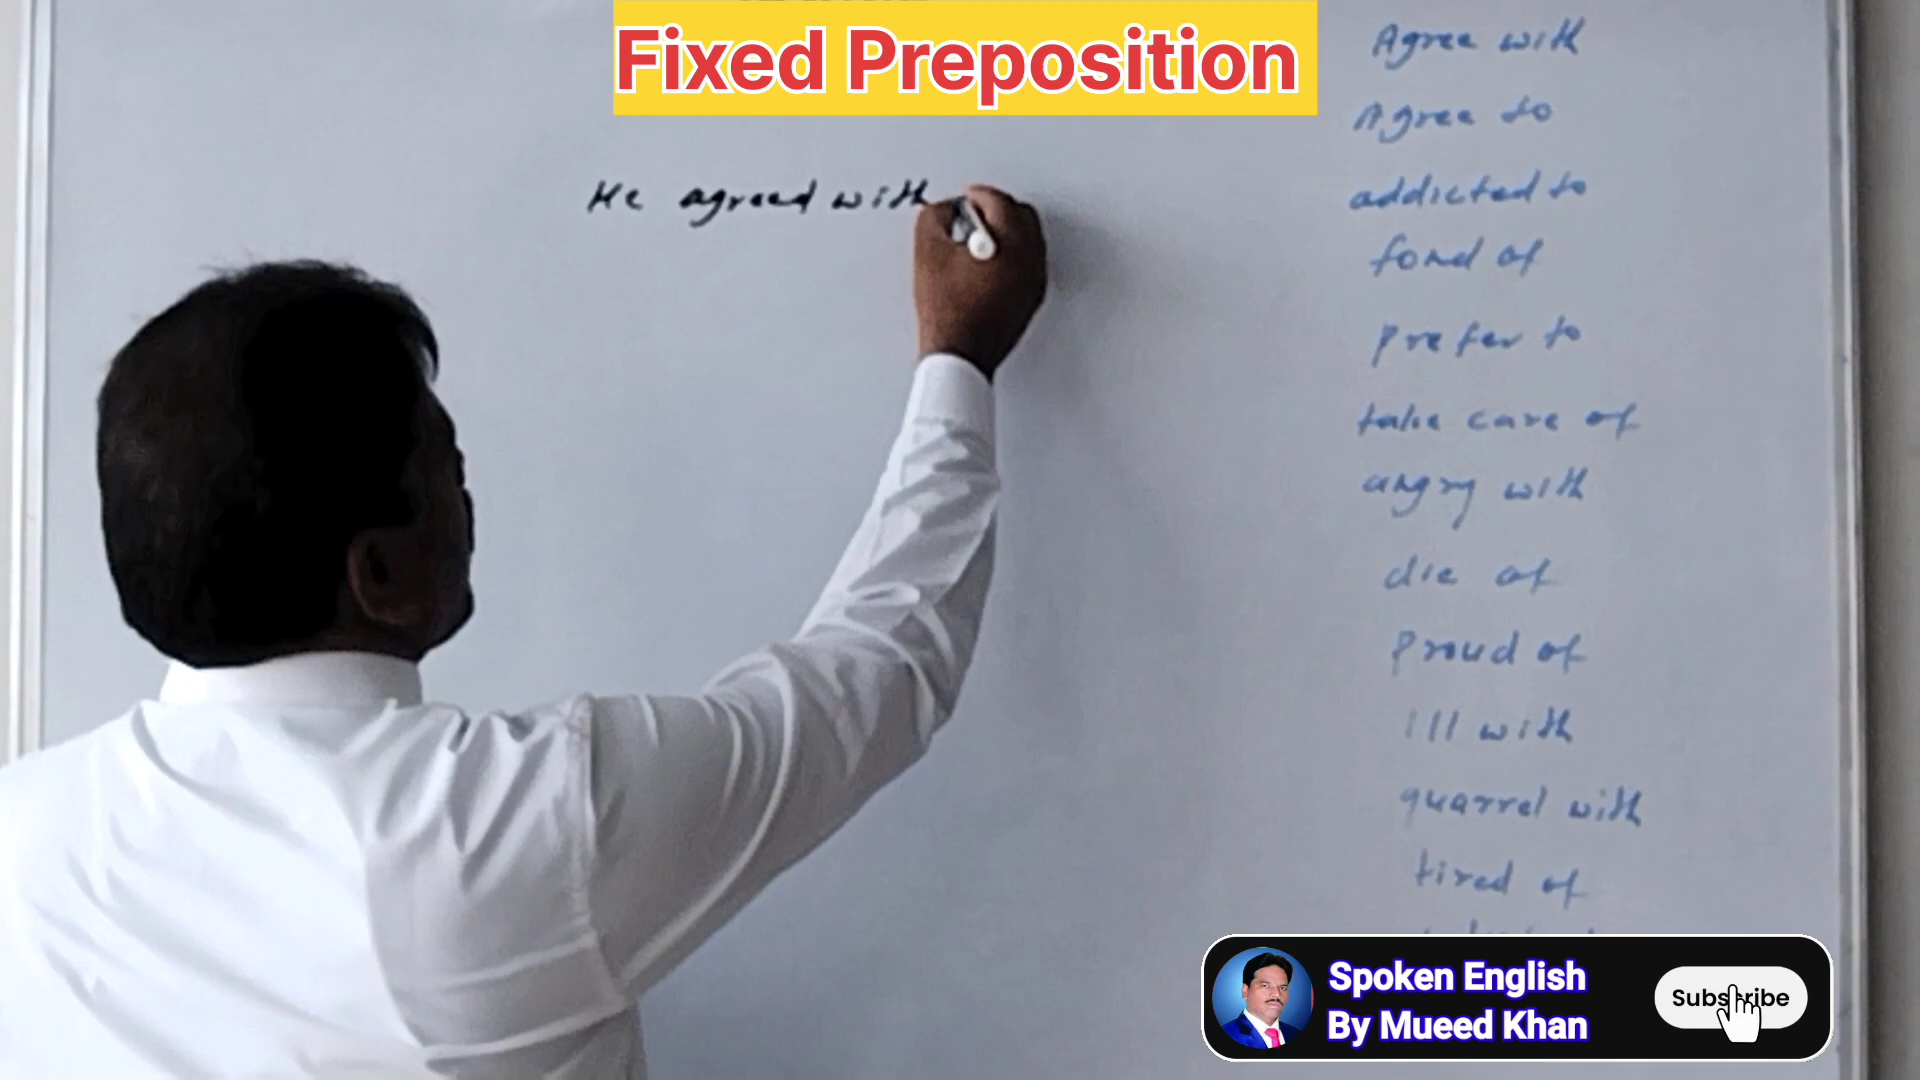 Fixed Preposition
He agreed with
Agree with
Agree to
addicted to
fond of
Prefer to
take care of
angry with
die of
Proud of
ill with
quarrel with
tired of
Spoken English
By Mueed Khan
Subscribe